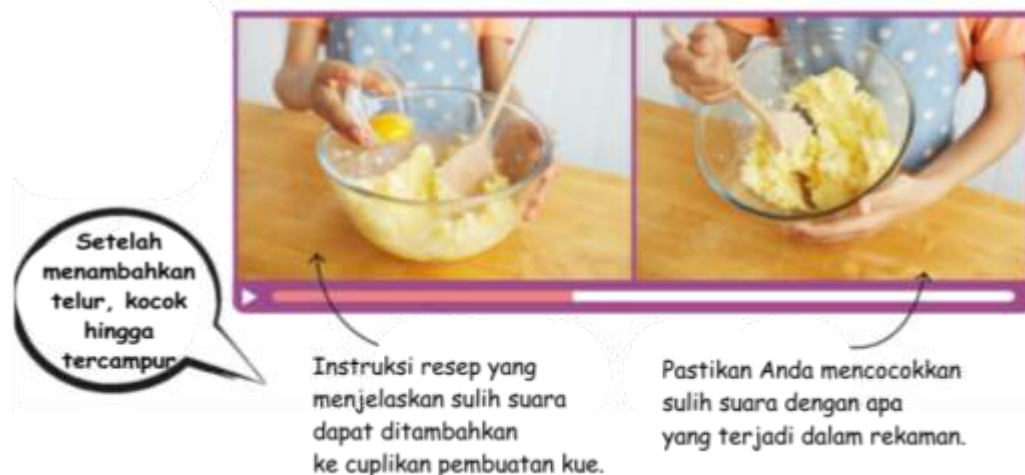 Setelah
menambahkan
telur, kocok
hingga
tercampur
Instruksi resep yang
menjelaskan sulih suara
dapat ditambahkan
ke cuplikan pembuatan kue.
Pastikan Anda mencocokkan
sulih suara dengan apa
yang terjadi dalam rekaman.